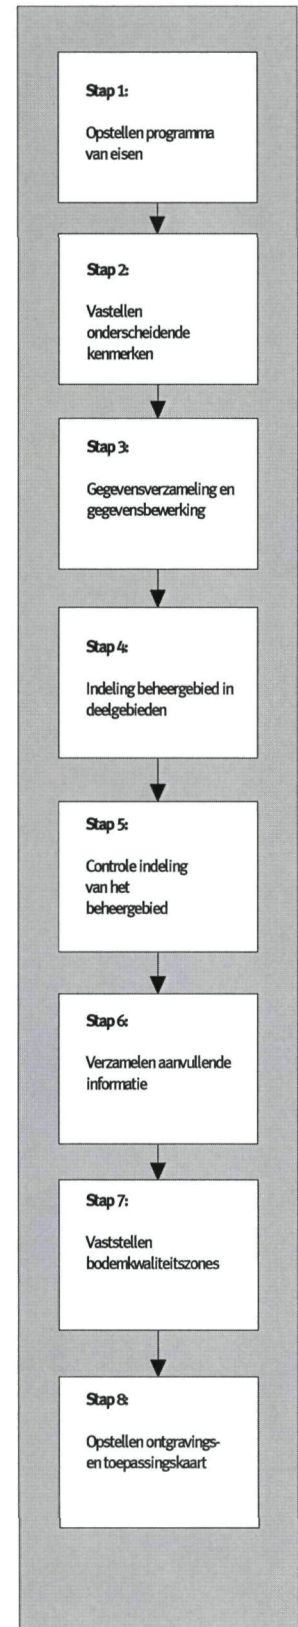 Stap 1:
Opstellen programma
van eisen
Stap 2:
Vastellen
onderscheidende
kenmerken
Stap 3:
Gegevensverzameling en
gegevensbewerking
Stap 4:
Indeling beheergebied in
deelgebieden
Stap 5:
Controle indeling
van het
beheergebied
Stap 6:
Verzamelen aanvullende
informatie
Stap 7:
Vaststellen
bodemkwaliteitszones
Stap 8:
Opstellen ontgravings-
en toepassingskaart